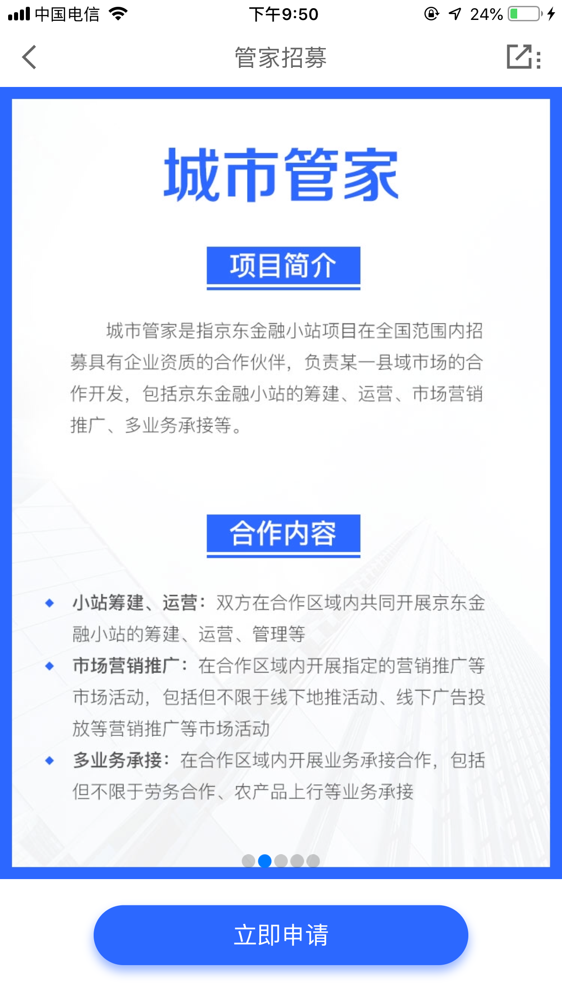 中国电信
下午9:50
24%
管家招募
城市管家
项目简介
城市管家是指京东金融小站项目在全国范围内招
募具有企业资质的合作伙伴，负责某一县域市场的合
作开发，包括京东金融小站的筹建、运营、市场营销
推广、多业务承接等。
合作内容
小站筹建、运营：双方在合作区域内共同开展京东金
融小站的筹建、运营、管理等
市场营销推广：在合作区域内开展指定的营销推广等
市场活动，包括但不限于线下地推活动、线下广告投
放等营销推广等市场活动
多业务承接：在合作区域内开展业务承接合作，包括
但不限于劳务合作、农产品上行等业务承接
立即申请